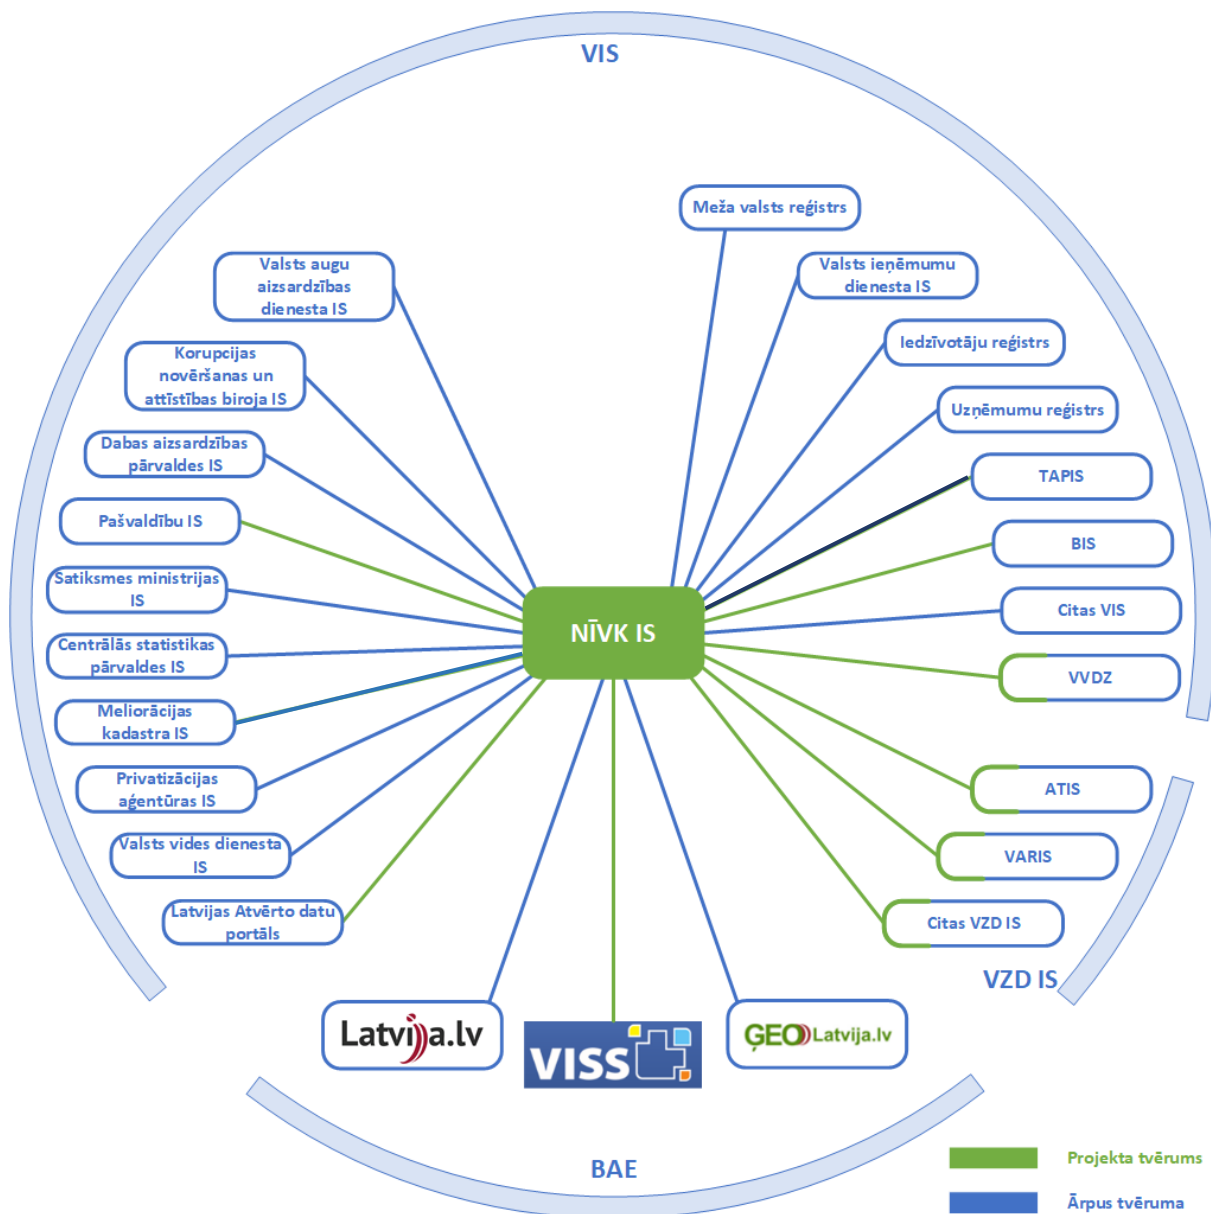 VIS
Meža valsts reģistrs
Valsts augu
aizsardzības
dienesta IS
Valsts ieņēmumu
dienesta IS
Korupcijas
novēršanas un
attīstības biroja IS
Iedzīvotāju reģistrs
Uzņēmumu reģistrs
Dabas aizsardzības
pārvaldes IS
TAPIS
Pašvaldību IS
BIS
Satiksmes ministrijas
IS
Citas VIS
NĪVK IS
Centrālās statistikas
pārvaldes IS
VVDZ
Meliorācijas
kadastra IS
Privatizācijas
aģentūras IS
ATIS
Valsts vides dienesta
IS
VARIS
Latvijas Atvērto datu
portāls
Citas VZD IS
VZD IS
Latvija.lv
VISS
ĢEO Latvija.lv
BAE
Projekta tvērums
Ārpus tvēruma